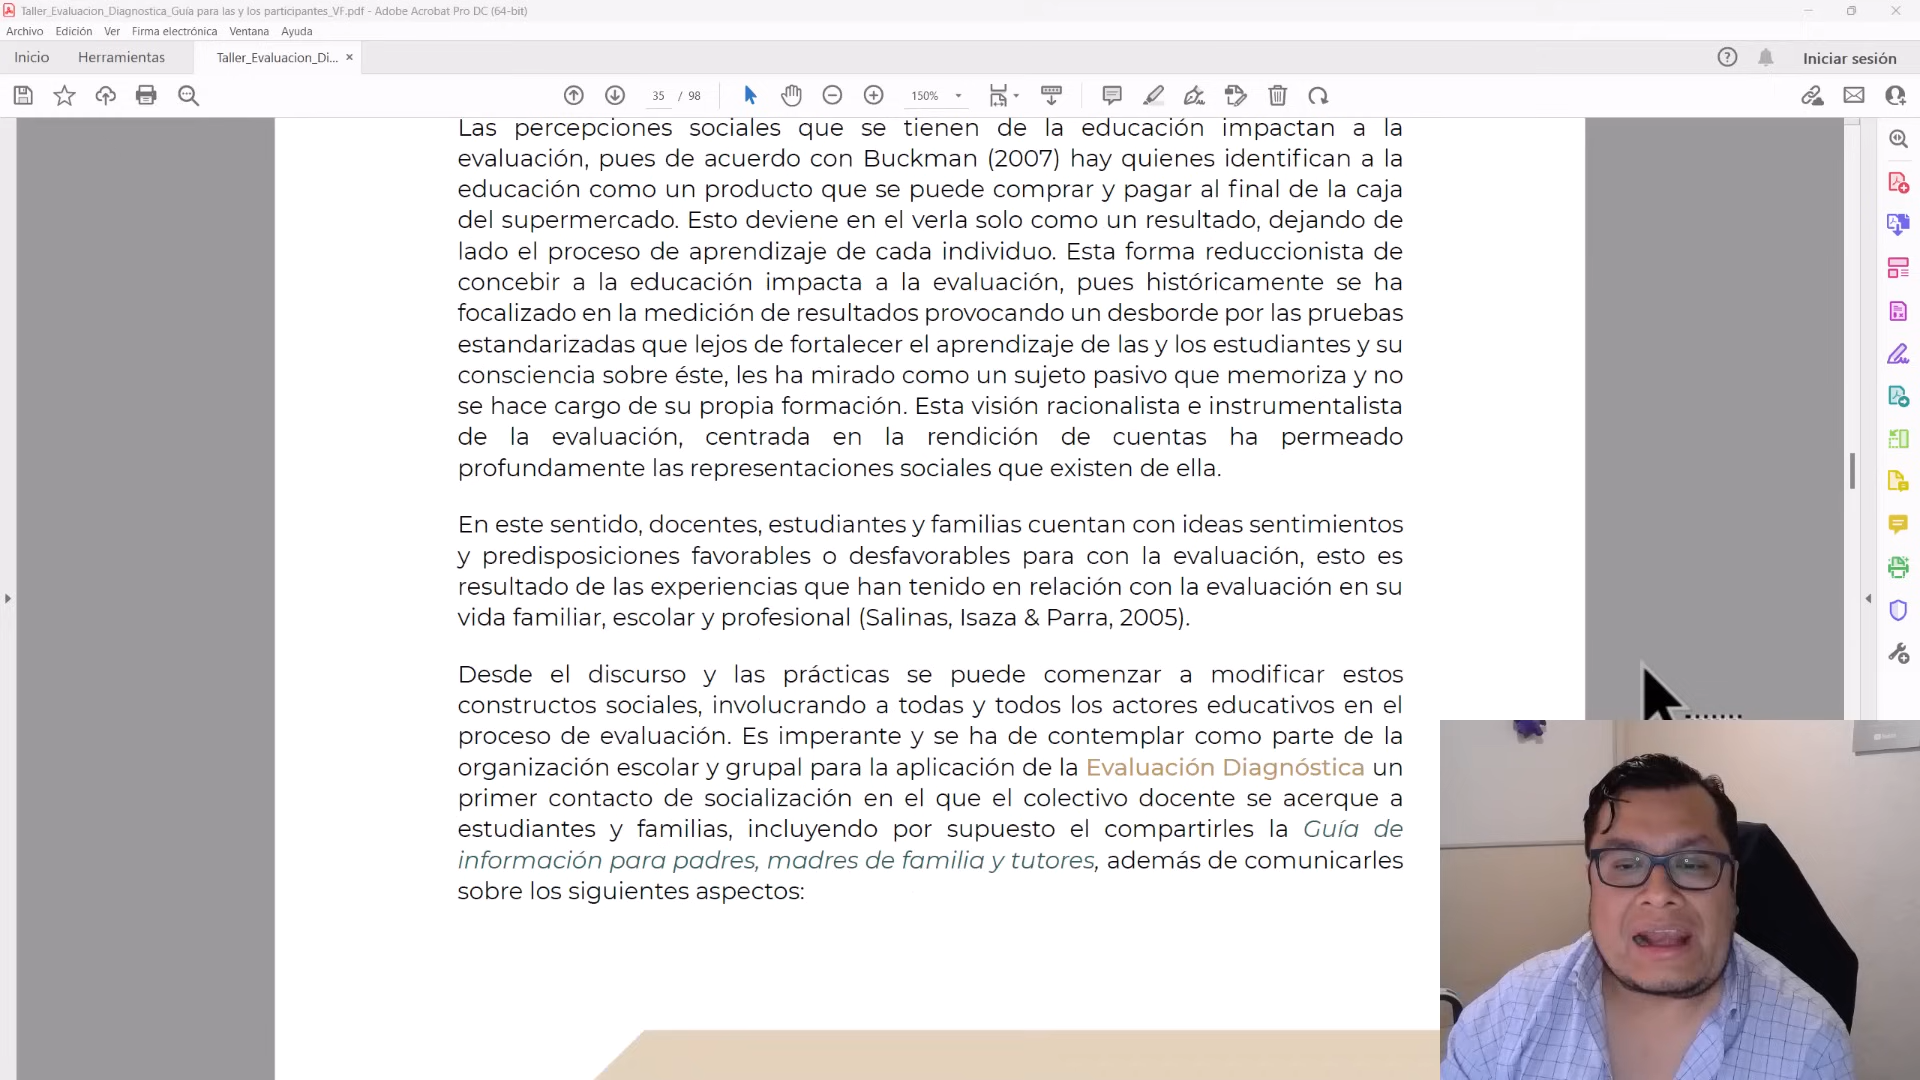 Taller_Evaluacion_Diagnostica_Guía para las y los participantes_VF.pdf - Adobe Acrobat Pro DC (64-bit)
Archivo Edición Ver Firma electrónica Ventana Ayuda
Inicio Herramientas Taller_Evaluacion_Di... × Iniciar sesión
35 / 98 150%
Las percepciones sociales que se tienen de la educación impactan a la
evaluación, pues de acuerdo con Buckman (2007) hay quienes identifican a la
educación como un producto que se puede comprar y pagar al final de la caja
del supermercado. Esto deviene en el verla solo como un resultado, dejando de
lado el proceso de aprendizaje de cada individuo. Esta forma reduccionista de
concebir a la educación impacta a la evaluación, pues históricamente se ha
focalizado en la medición de resultados provocando un desborde por las pruebas
estandarizadas que lejos de fortalecer el aprendizaje de las y los estudiantes y su
consciencia sobre éste, les ha mirado como un sujeto pasivo que memoriza y no
se hace cargo de su propia formación. Esta visión racionalista e instrumentalista
de la evaluación, centrada en la rendición de cuentas ha permeado
profundamente las representaciones sociales que existen de ella.
En este sentido, docentes, estudiantes y familias cuentan con ideas sentimientos
y predisposiciones favorables o desfavorables para con la evaluación, esto es
resultado de las experiencias que han tenido en relación con la evaluación en su
vida familiar, escolar y profesional (Salinas, Isaza & Parra, 2005).
Desde el discurso y las prácticas se puede comenzar a modificar estos
constructos sociales, involucrando a todas y todos los actores educativos en el
proceso de evaluación. Es imperante y se ha de contemplar como parte de la
organización escolar y grupal para la aplicación de la Evaluación Diagnóstica un
primer contacto de socialización en el que el colectivo docente se acerque a
estudiantes y familias, incluyendo por supuesto el compartirles la Guía de
información para padres, madres de familia y tutores, además de comunicarles
sobre los siguientes aspectos: